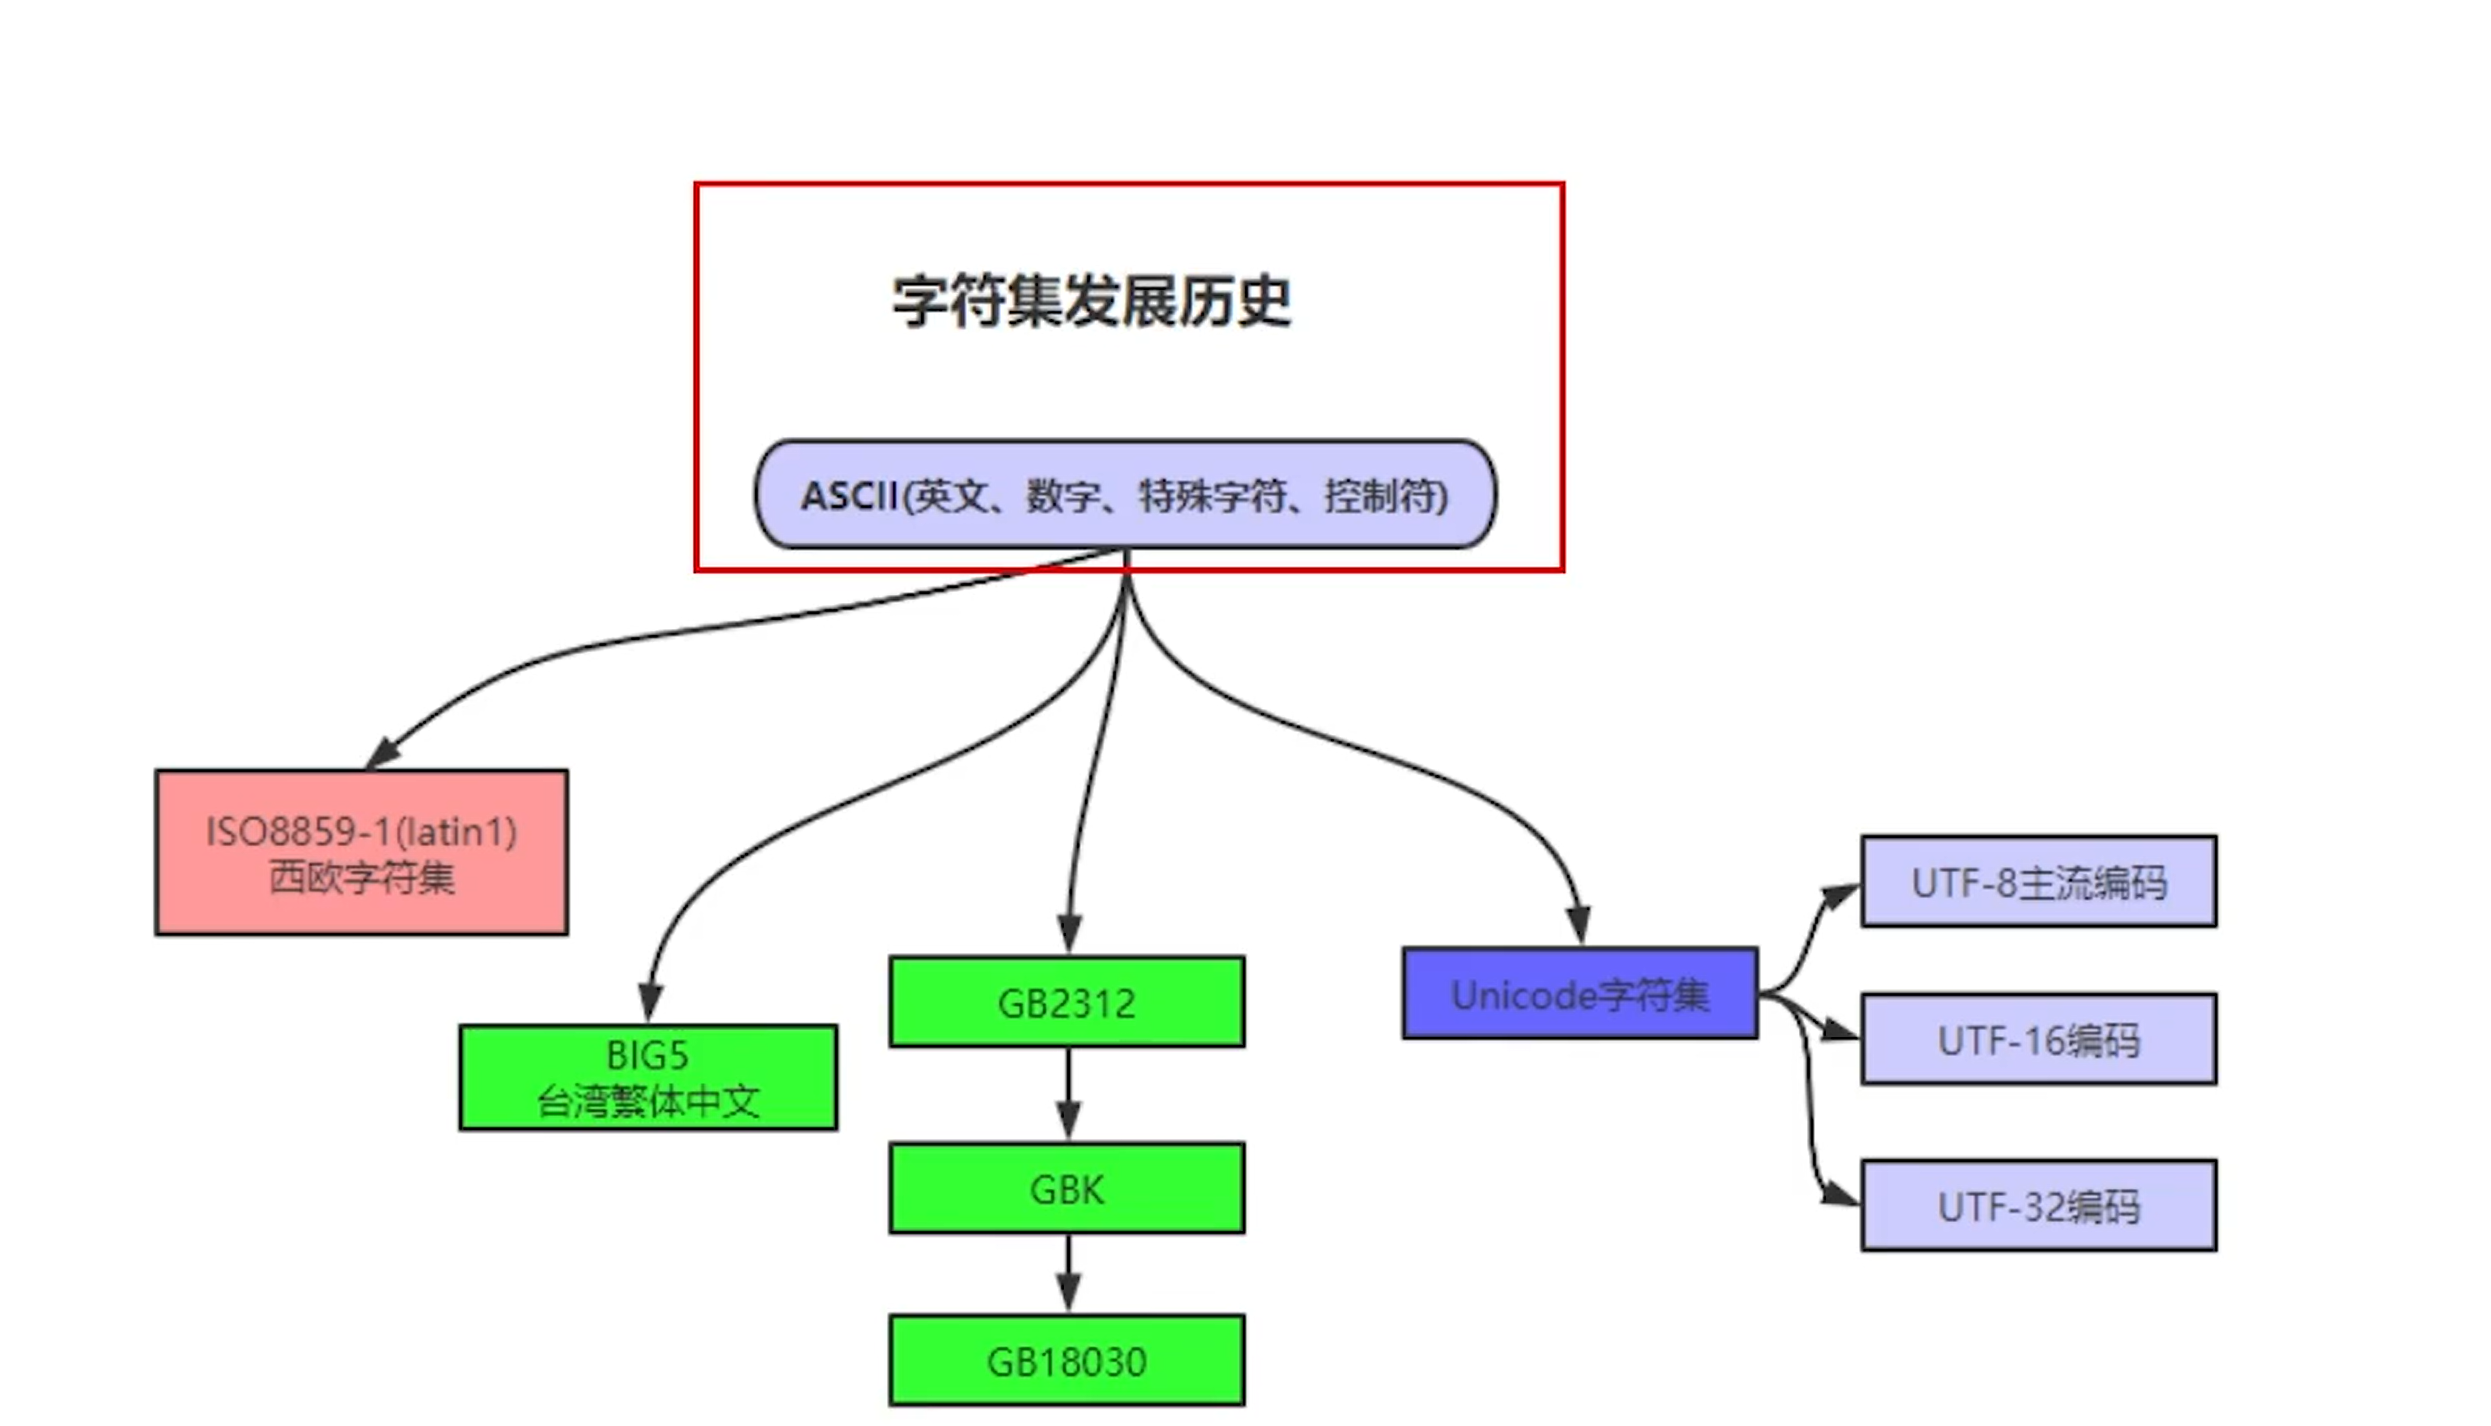 字符集发展历史
ASCII(英文、数字、特殊字符、控制符)
ISO8859-1(latin1)
西欧字符集
BIG5
台湾繁体中文
GB2312
GBK
GB18030
Unicode字符集
UTF-8主流编码
UTF-16编码
UTF-32编码